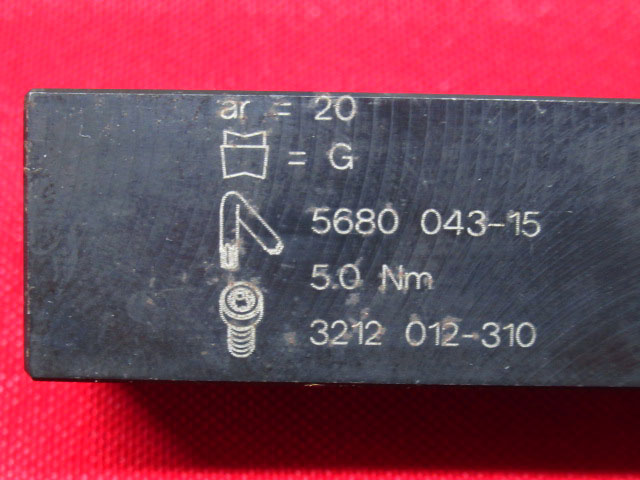 ar = 20
= G
5680 043-15
5.0 Nm
3212 012-310